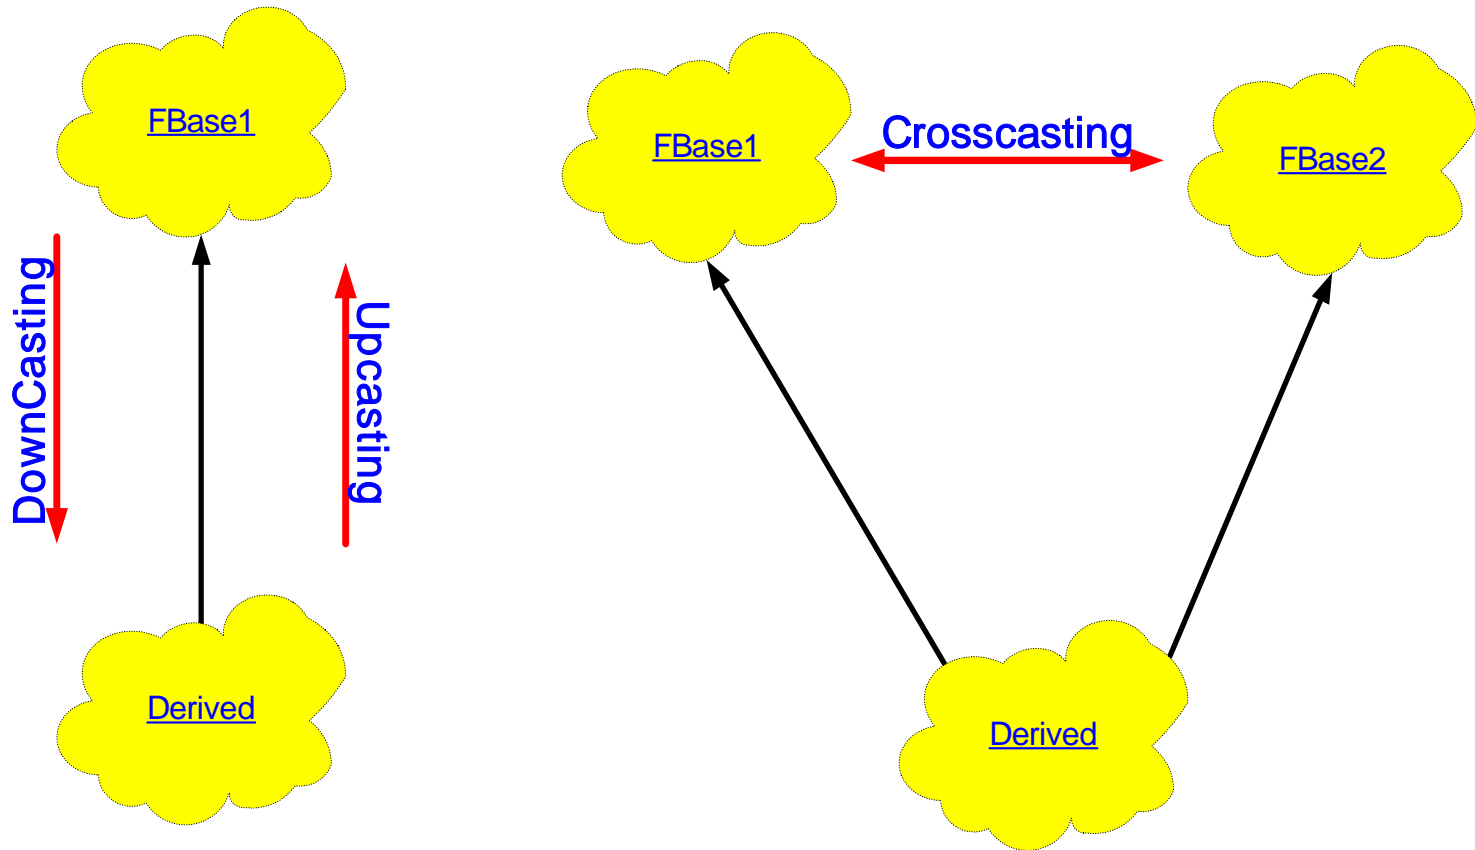 FBase1
DownCasting
Upcasting
Derived
FBase1
Crosscasting
FBase2
Derived